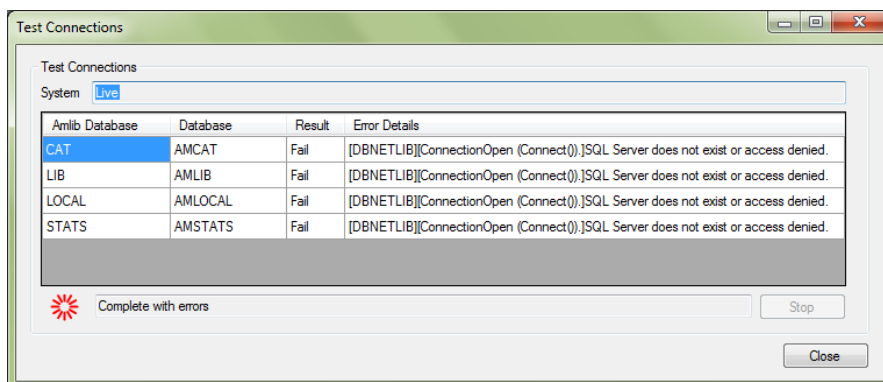 Test Connections
Test Connections
System Live
Amlib Database Database Result Error Details
CAT AMCAT Fail [DBNETLIB][ConnectionOpen (Connect()).]SQL Server does not exist or access denied.
LIB AMLIB Fail [DBNETLIB][ConnectionOpen (Connect()).]SQL Server does not exist or access denied.
LOCAL AMLOCAL Fail [DBNETLIB][ConnectionOpen (Connect()).]SQL Server does not exist or access denied.
STATS AMSTATS Fail [DBNETLIB][ConnectionOpen (Connect()).]SQL Server does not exist or access denied.
Complete with errors Stop
Close